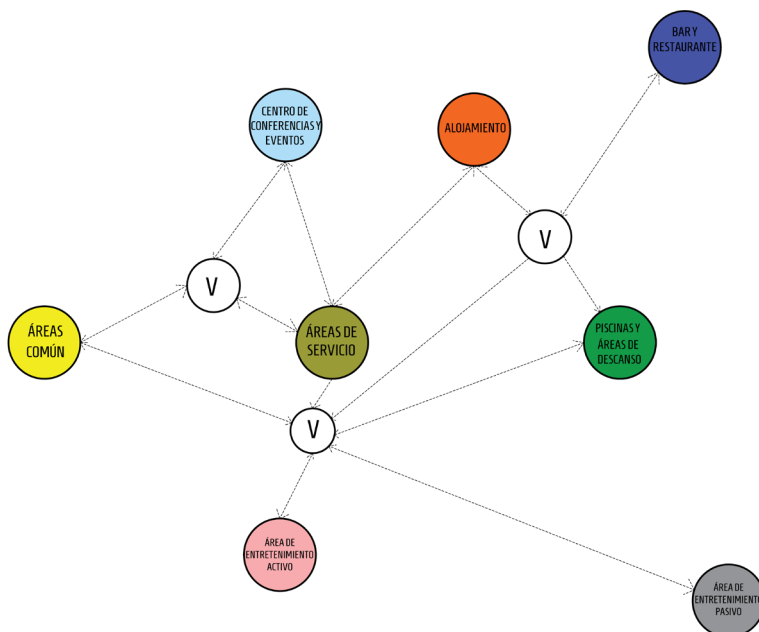 BAR Y
RESTAURANTE
CENTRO DE
CONFERENCIAS Y
EVENTOS
ALOJAMIENTO
V
V
ÁREAS
COMÚN
ÁREAS DE
SERVICIO
PISCINAS Y
ÁREAS DE
DESCANSO
V
ÁREA DE
ENTRETENIMIENTO
ACTIVO
ÁREA DE
ENTRETENIMIENTO
PASIVO